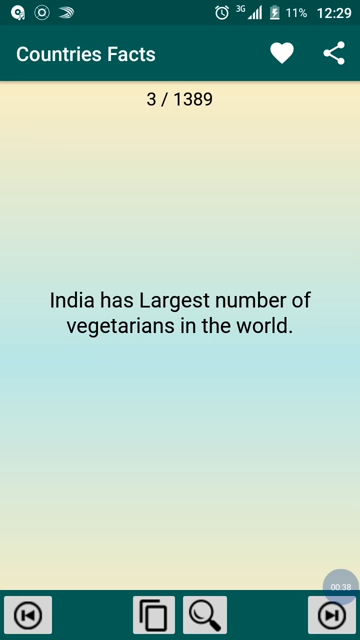 3G 11% 12:29
Countries Facts
3 / 1389
India has Largest number of
vegetarians in the world.
00:38